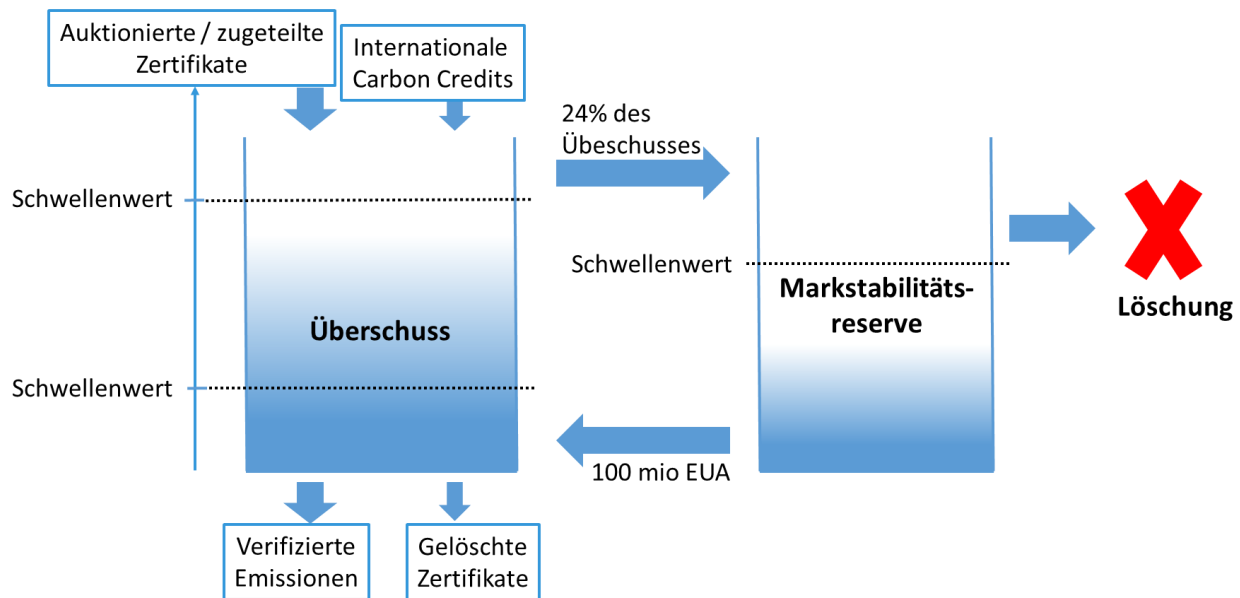 Auktionierte / zugeteilte
Zertifikate
Internationale
Carbon Credits
24% des
Übeschusses
Schwellenwert
Schwellenwert
Markstabilitäts-
reserve
Löschung
Überschuss
Schwellenwert
100 mio EUA
Verifizierte
Emissionen
Gelöschte
Zertifikate